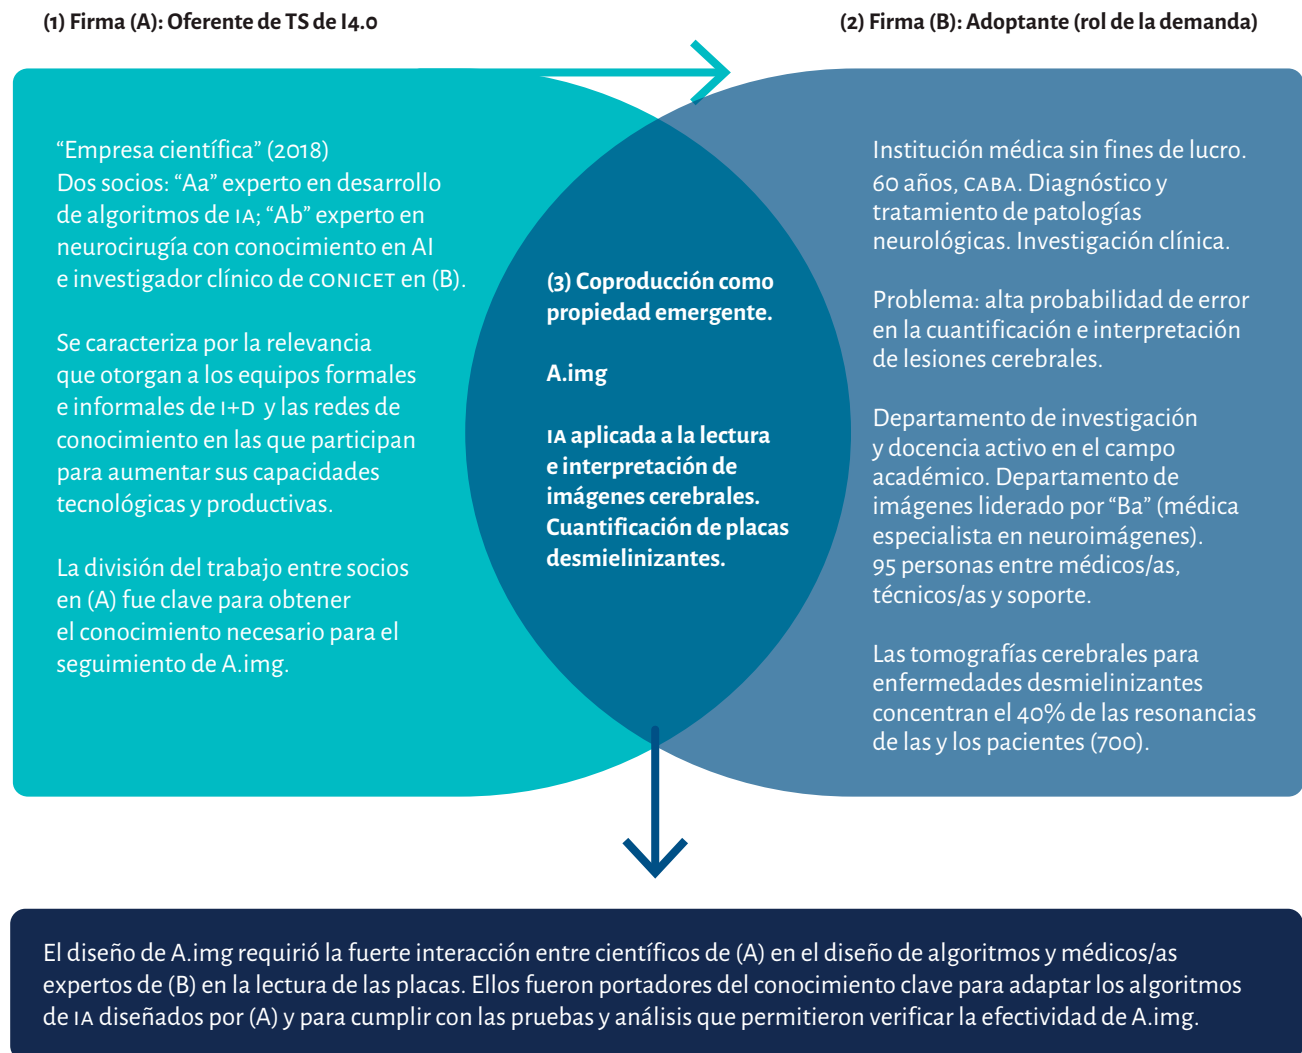 (1) Firma (A): Oferente de TS de I4.0
(2) Firma (B): Adoptante (rol de la demanda)
“Empresa científica” (2018)
Dos socios: “Aa” experto en desarrollo
de algoritmos de IA; “Ab” experto en
neurocirugía con conocimiento en AI
e investigador clínico de CONICET en (B).
Se caracteriza por la relevancia
que otorgan a los equipos formales
e informales de I+D y las redes de
conocimiento en las que participan
para aumentar sus capacidades
tecnológicas y productivas.
La división del trabajo entre socios
en (A) fue clave para obtener
el conocimiento necesario para el
seguimiento de A.img.
(3) Coproducción como
propiedad emergente.
A.img
IA aplicada a la lectura
e interpretación de
imágenes cerebrales.
Cuantificación de placas
desmielinizantes.
Institución médica sin fines de lucro.
60 años, CABA. Diagnóstico y
tratamiento de patologías
neurológicas. Investigación clínica.
Problema: alta probabilidad de error
en la cuantificación e interpretación
de lesiones cerebrales.
Departamento de investigación
y docencia activo en el campo
académico. Departamento de
imágenes liderado por “Ba” (médica
especialista en neuroimágenes).
95 personas entre médicos/as,
técnicos/as y soporte.
Las tomografías cerebrales para
enfermedades desmielinizantes
concentran el 40% de las resonancias
de las y los pacientes (700).
El diseño de A.img requirió la fuerte interacción entre científicos de (A) en el diseño de algoritmos y médicos/as
expertos de (B) en la lectura de las placas. Ellos fueron portadores del conocimiento clave para adaptar los algoritmos
de IA diseñados por (A) y para cumplir con las pruebas y análisis que permitieron verificar la efectividad de A.img.